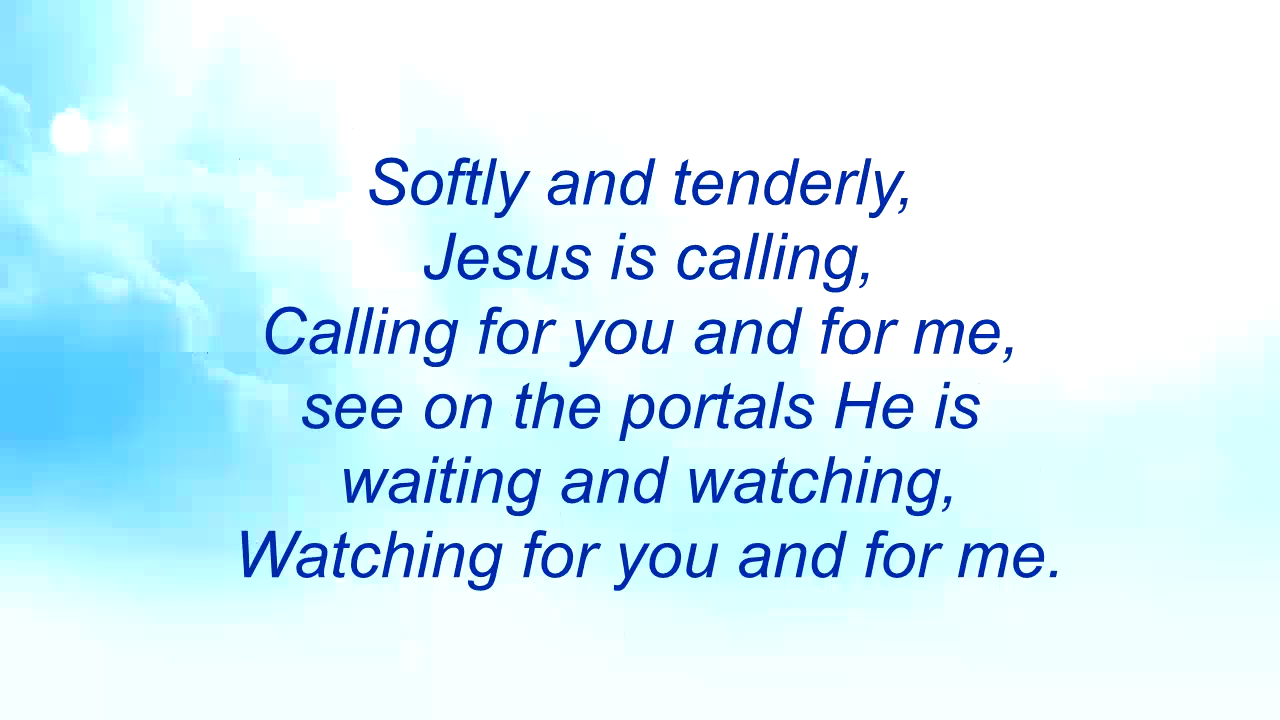 Softly and tenderly,
Jesus is calling,
Calling for you and for me,
see on the portals He is
waiting and watching,
Watching for you and for me.